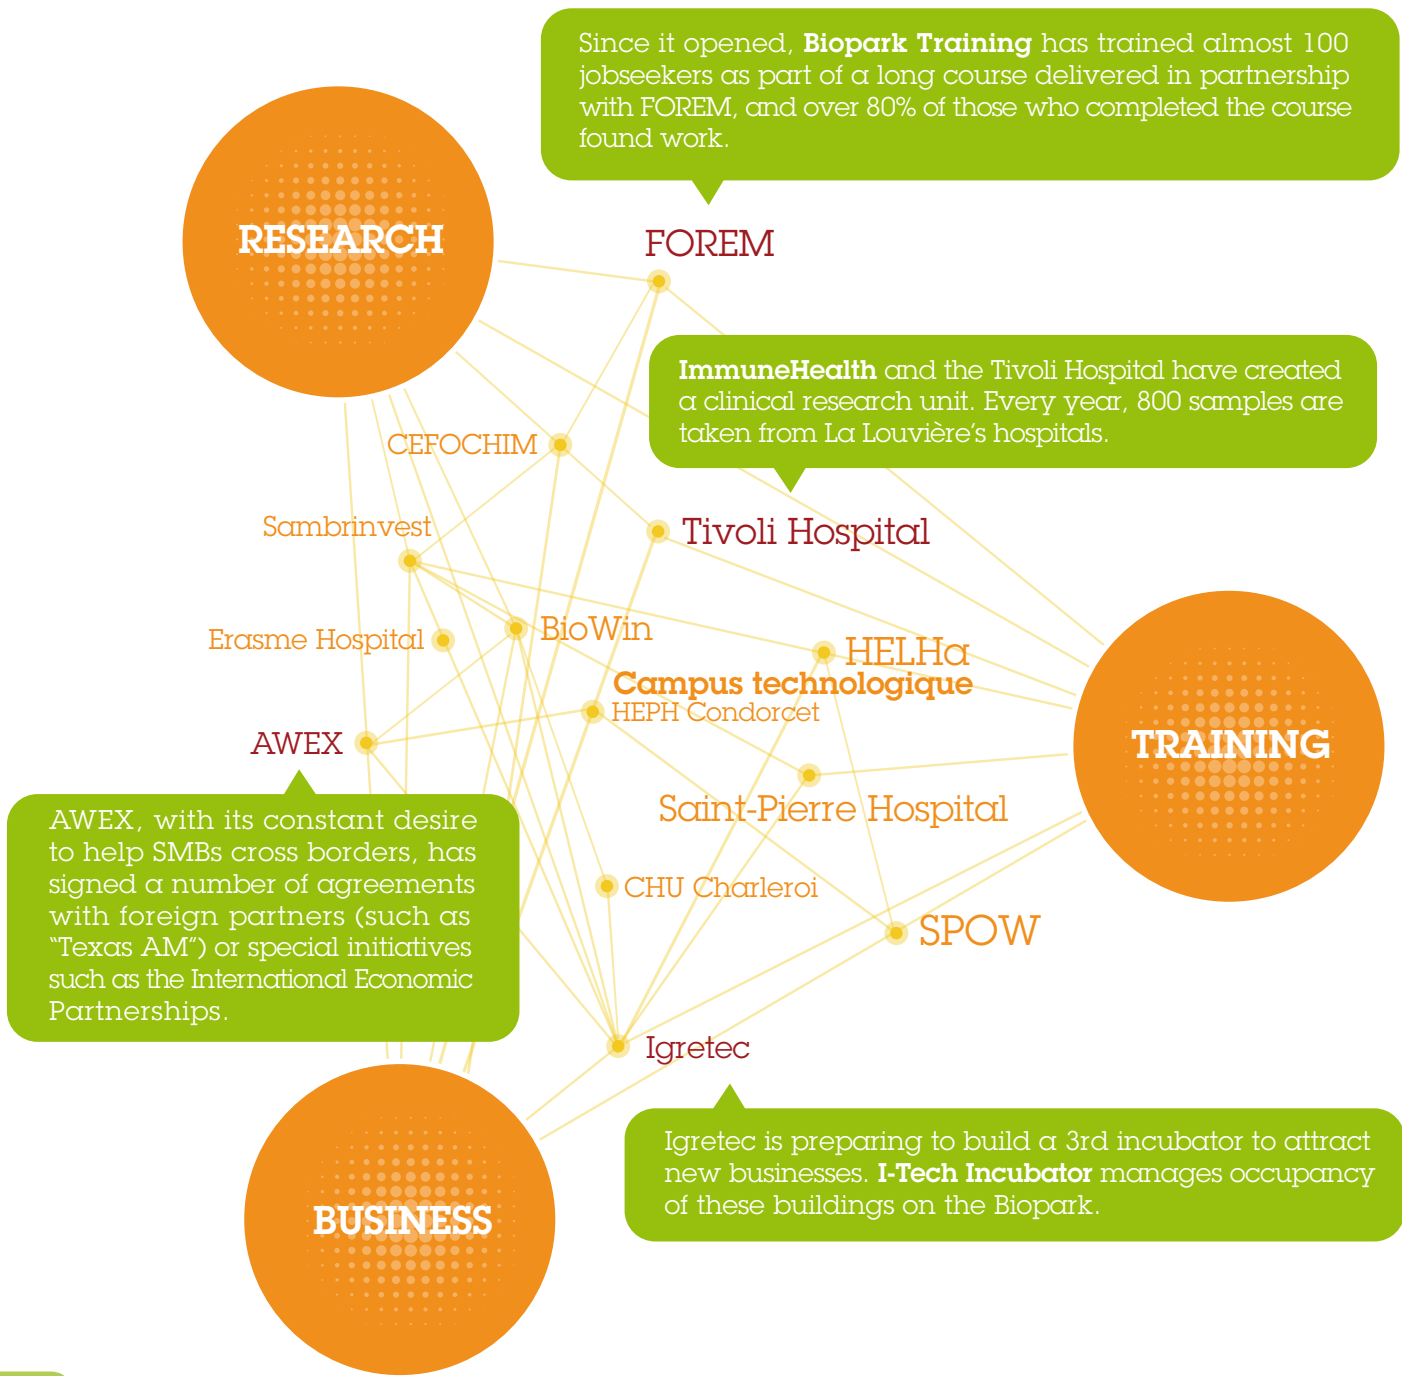 Since it opened, Biopark Training has trained almost 100
jobseekers as part of a long course delivered in partnership
with FOREM, and over 80% of those who completed the course
found work.
RESEARCH
FOREM
ImmuneHealth and the Tivoli Hospital have created
a clinical research unit. Every year, 800 samples are
taken from La Louvière's hospitals.
CEFOCHIM
Sambrinvest
Tivoli Hospital
Erasme Hospital
BioWin
HELHa
Campus technologique
HEPH Condorcet
AWEX
TRAINING
Saint-Pierre Hospital
AWEX, with its constant desire
to help SMBs cross borders, has
signed a number of agreements
with foreign partners (such as
“Texas AM”) or special initiatives
such as the International Economic
Partnerships.
CHU Charleroi
SPOW
Igretec
Igretec is preparing to build a 3rd incubator to attract
new businesses. I-Tech Incubator manages occupancy
of these buildings on the Biopark.
BUSINESS